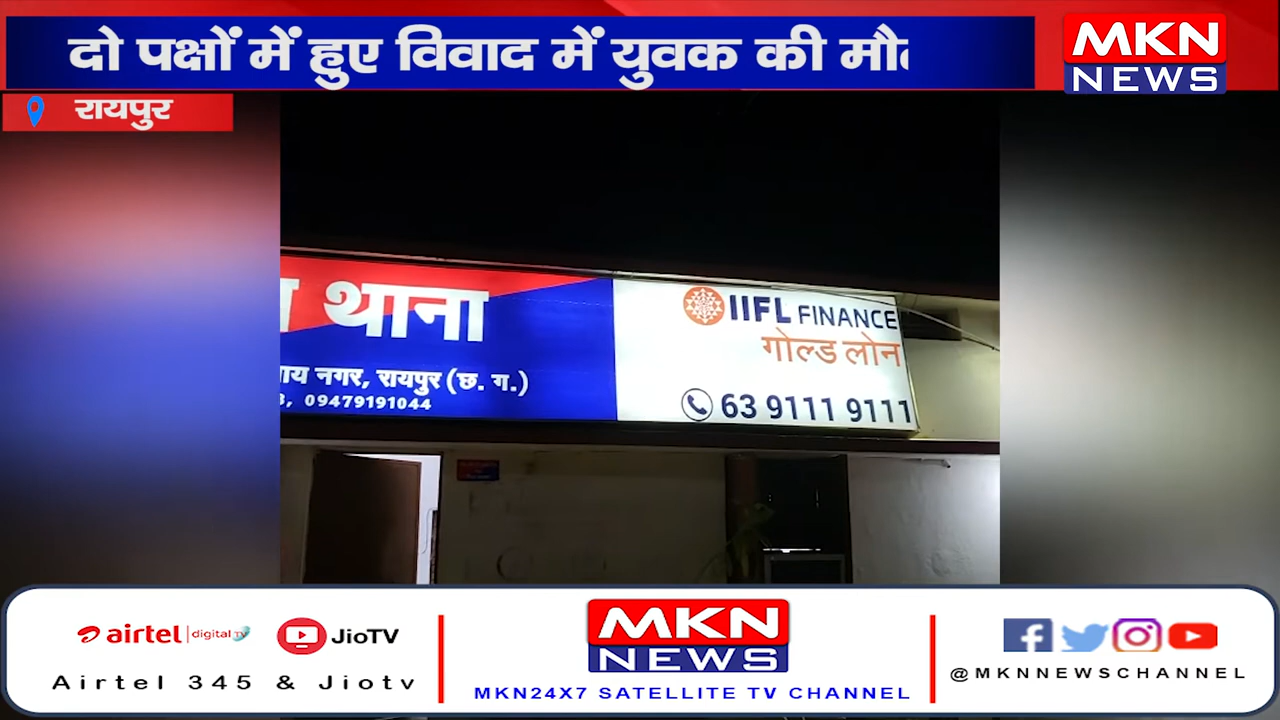 दो पक्षों में हुए विवाद में युवक की
MKN
NEWS
रायपुर
थाना
नगर, रायपुर (छ. ग.)
09479191044
IIFL FINANCE
गोल्ड लोन
63 9111 9111
airtel digital TV
JioTV
Airtel 345 & Jiotv
MKN
NEWS
MKN24X7 SATELLITE TV CHANNEL
@MKNNEWSCHANNEL